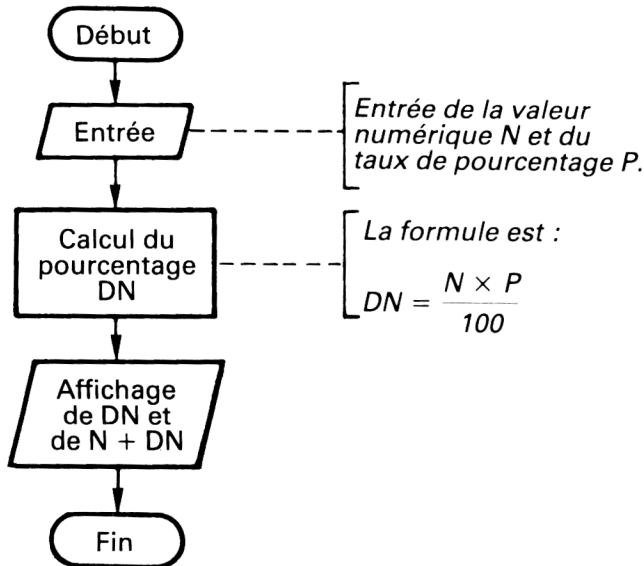 Début
Entrée
Entrée de la valeur
numérique N et du
taux de pourcentage P.
Calcul du
pourcentage
DN
La formule est :
DN = N × P / 100
Affichage
de DN et
de N + DN
Fin